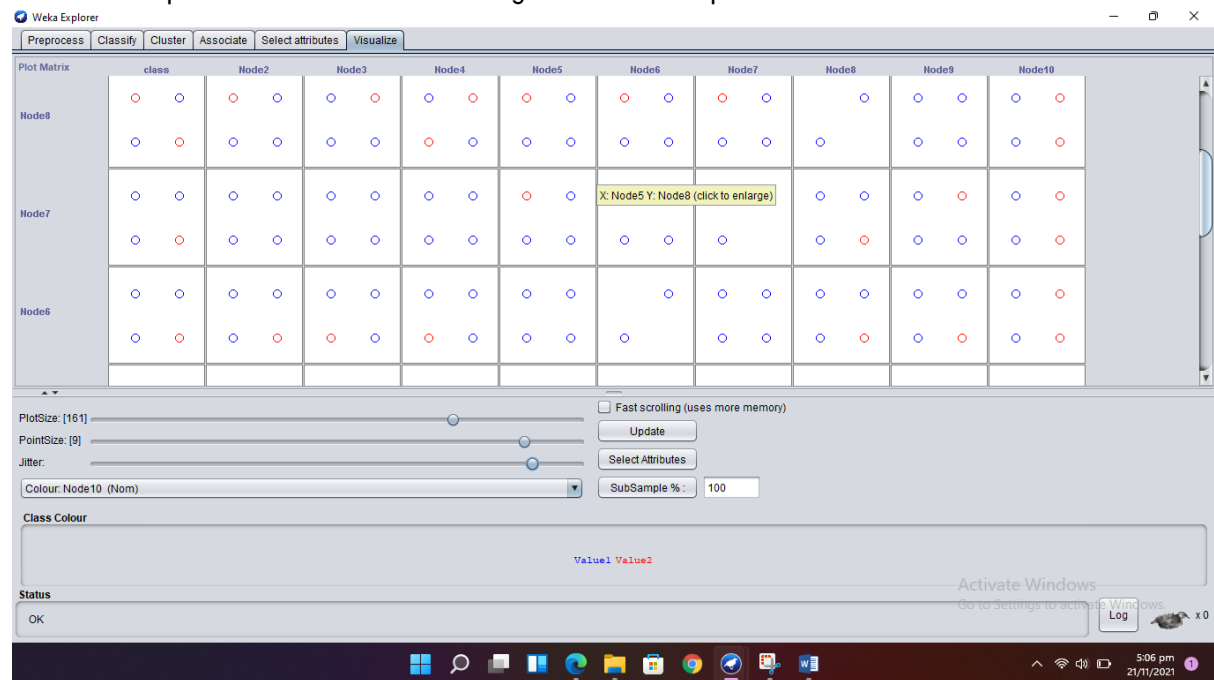 Weka Explorer
Preprocess Classify Cluster Associate Select attributes Visualize
Plot Matrix class Node2 Node3 Node4 Node5 Node6 Node7 Node8 Node9 Node10
Node8
X: Node5 Y: Node8 (click to enlarge)
Node7
Node6
PlotSize: [161]
Fast scrolling (uses more memory)
PointSize: [9]
Update
Jitter:
Select Attributes
Colour: Node10 (Nom)
SubSample % : 100
Class Colour
Value1 Value2
Activate Windows
Go to Settings to activate Windows.
Status
OK
Log
x 0
5:06 pm
21/11/2021
1